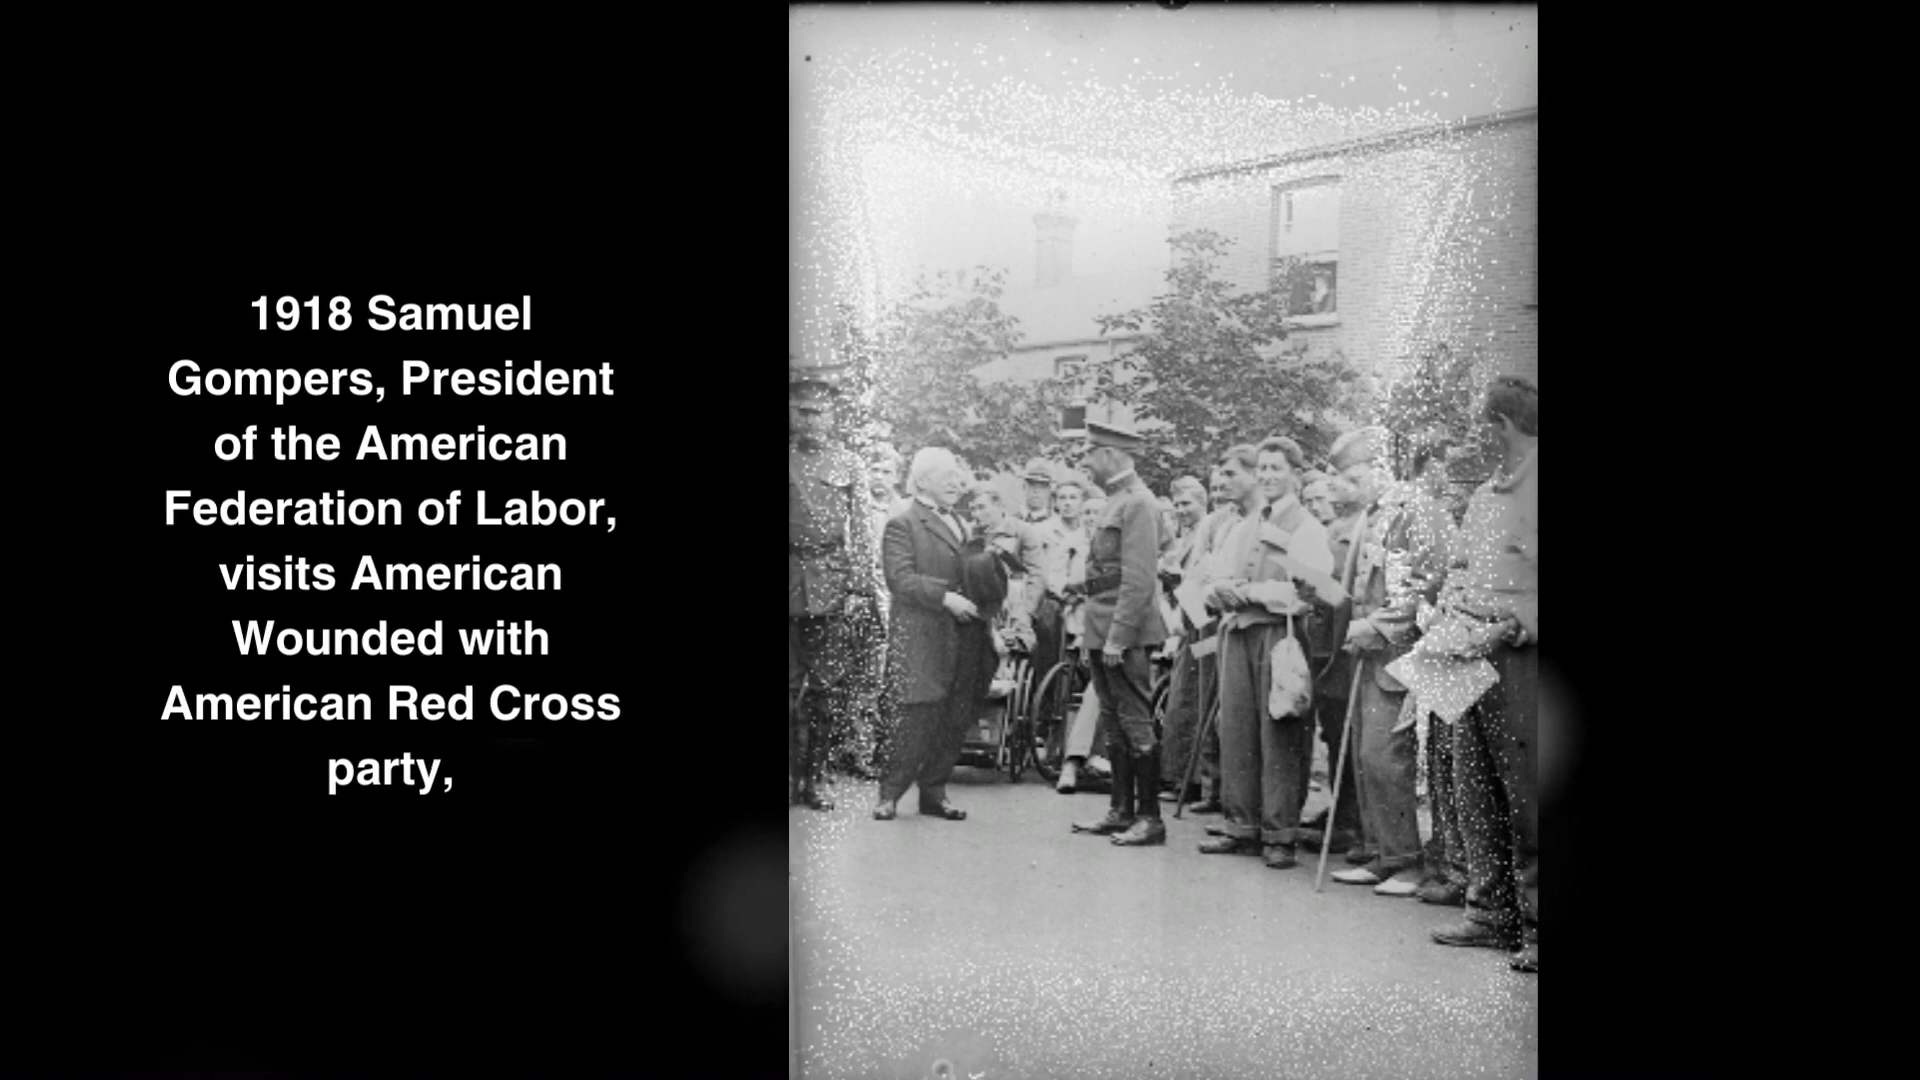 1918 Samuel
Gompers, President
of the American
Federation of Labor,
visits American
Wounded with
American Red Cross
party,